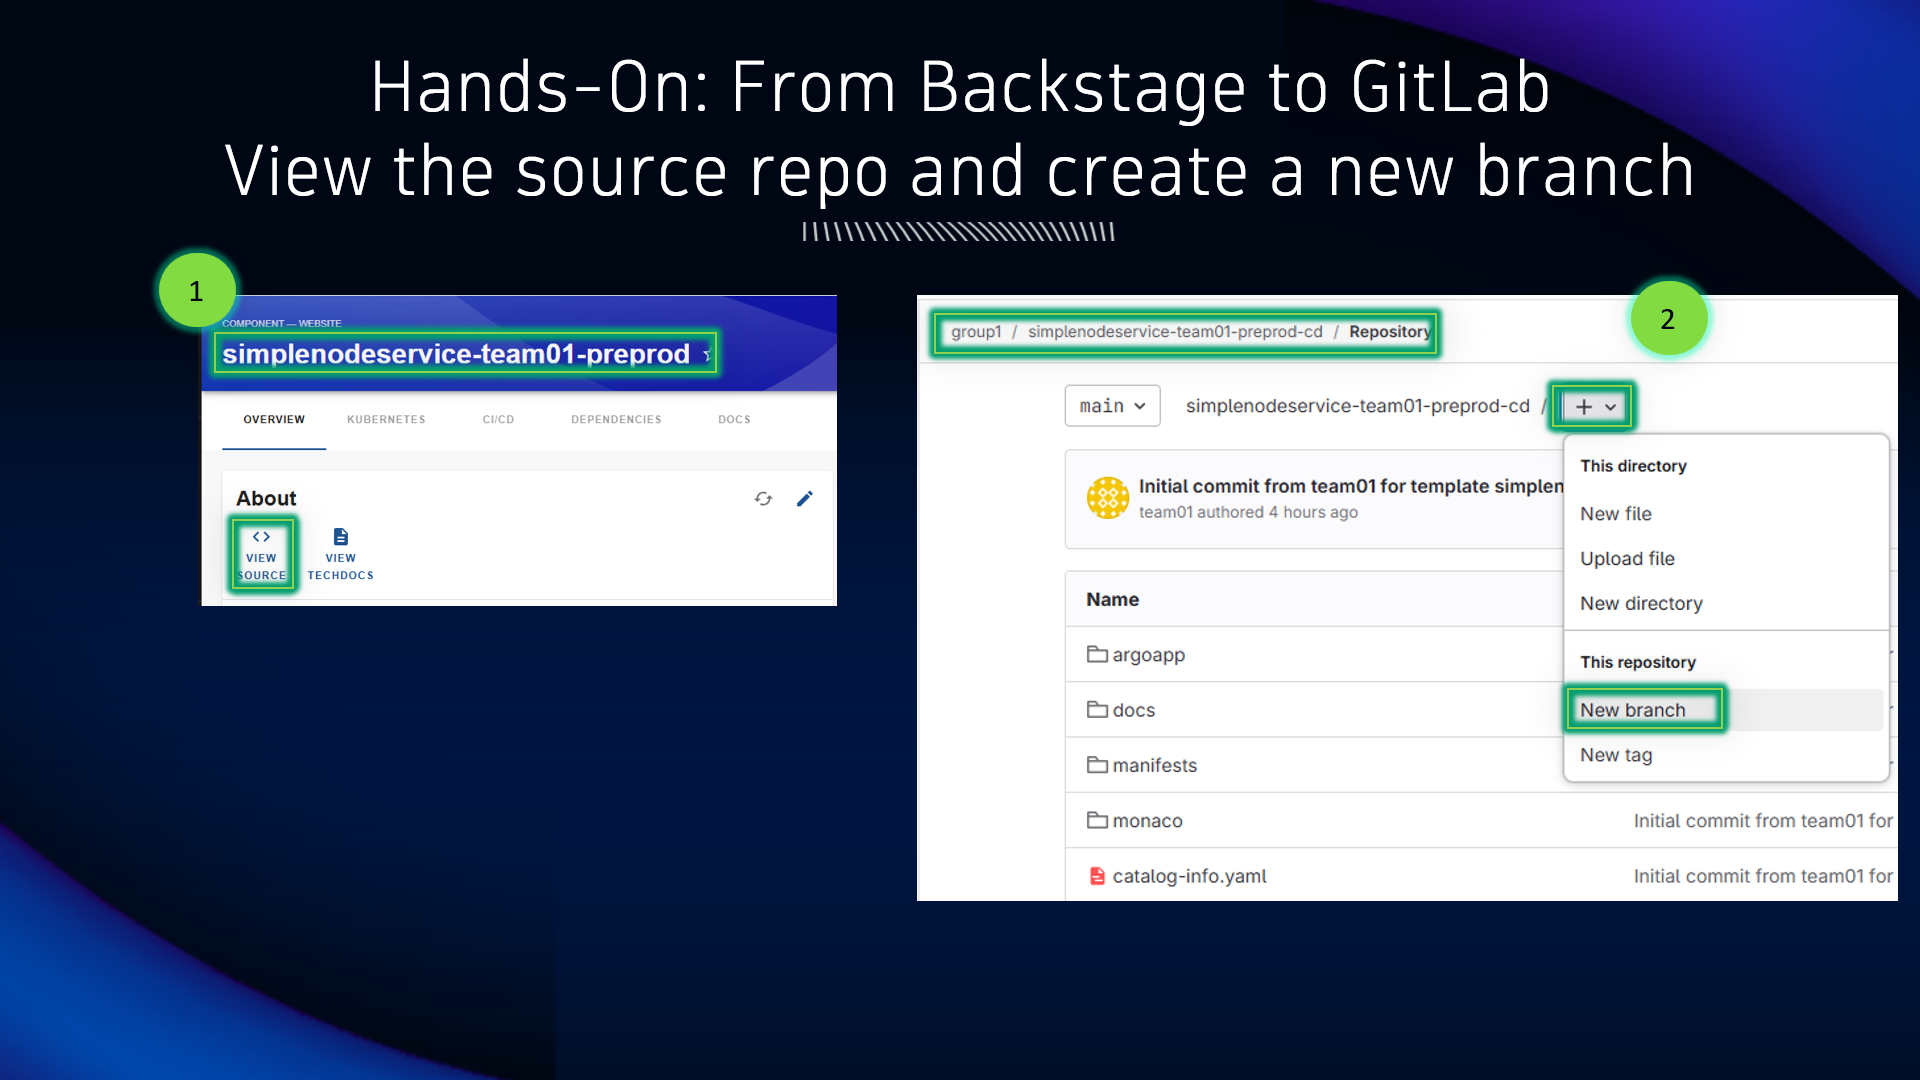 Hands-On: From Backstage to GitLab
View the source repo and create a new branch
1
COMPONENT — WEBSITE
simplenodeservice-team01-preprod
OVERVIEW KUBERNETES CI/CD DEPENDENCIES DOCS
About
VIEW SOURCE
VIEW TECHDOCS
2
group1 / simplenodeservice-team01-preprod-cd / Repository
main simplenodeservice-team01-preprod-cd / +
Initial commit from team01 for template simplen
team01 authored 4 hours ago
Name
argoapp
docs
manifests
monaco Initial commit from team01 for
catalog-info.yaml Initial commit from team01 for
This directory
New file
Upload file
New directory
This repository
New branch
New tag